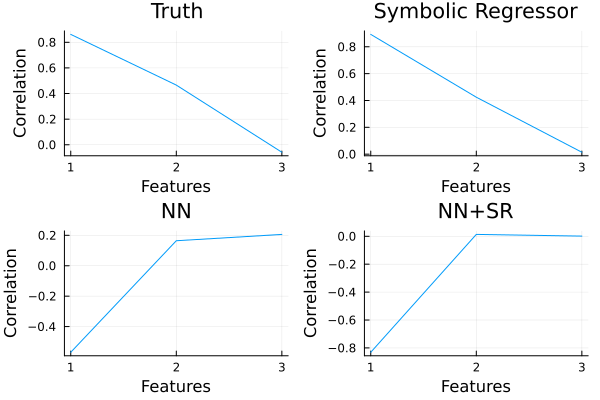 Truth
Correlation
0.8
0.6
0.4
0.2
0.0
1 2 3
Features
Symbolic Regressor
Correlation
0.8
0.6
0.4
0.2
0.0
1 2 3
Features
NN
Correlation
0.2
0.0
−0.2
−0.4
1 2 3
Features
NN+SR
Correlation
0.0
−0.2
−0.4
−0.6
−0.8
1 2 3
Features